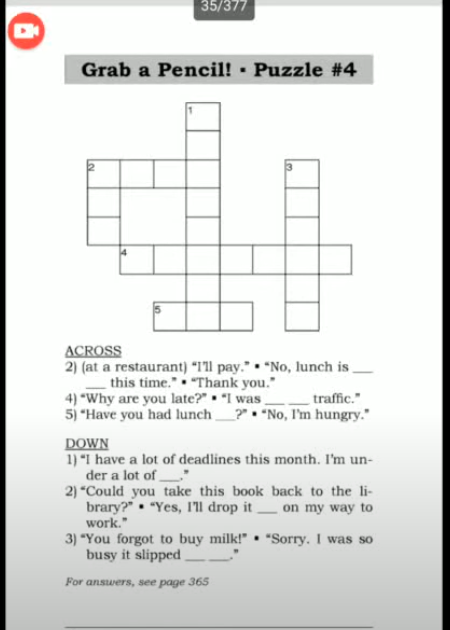 35/377
Grab a Pencil! • Puzzle #4
1
2
3
4
5
ACROSS
2) (at a restaurant) “I’ll pay.” ▪ “No, lunch is ___
___ this time.” ▪ “Thank you.”
4) “Why are you late?” ▪ “I was ___ ___ traffic.”
5) “Have you had lunch ___?” ▪ “No, I’m hungry.”
DOWN
1) “I have a lot of deadlines this month. I’m un-
der a lot of ___.”
2) “Could you take this book back to the li-
brary?” ▪ “Yes, I’ll drop it ___ on my way to
work.”
3) “You forgot to buy milk!” ▪ “Sorry. I was so
busy it slipped ___ ___.”
For answers, see page 365